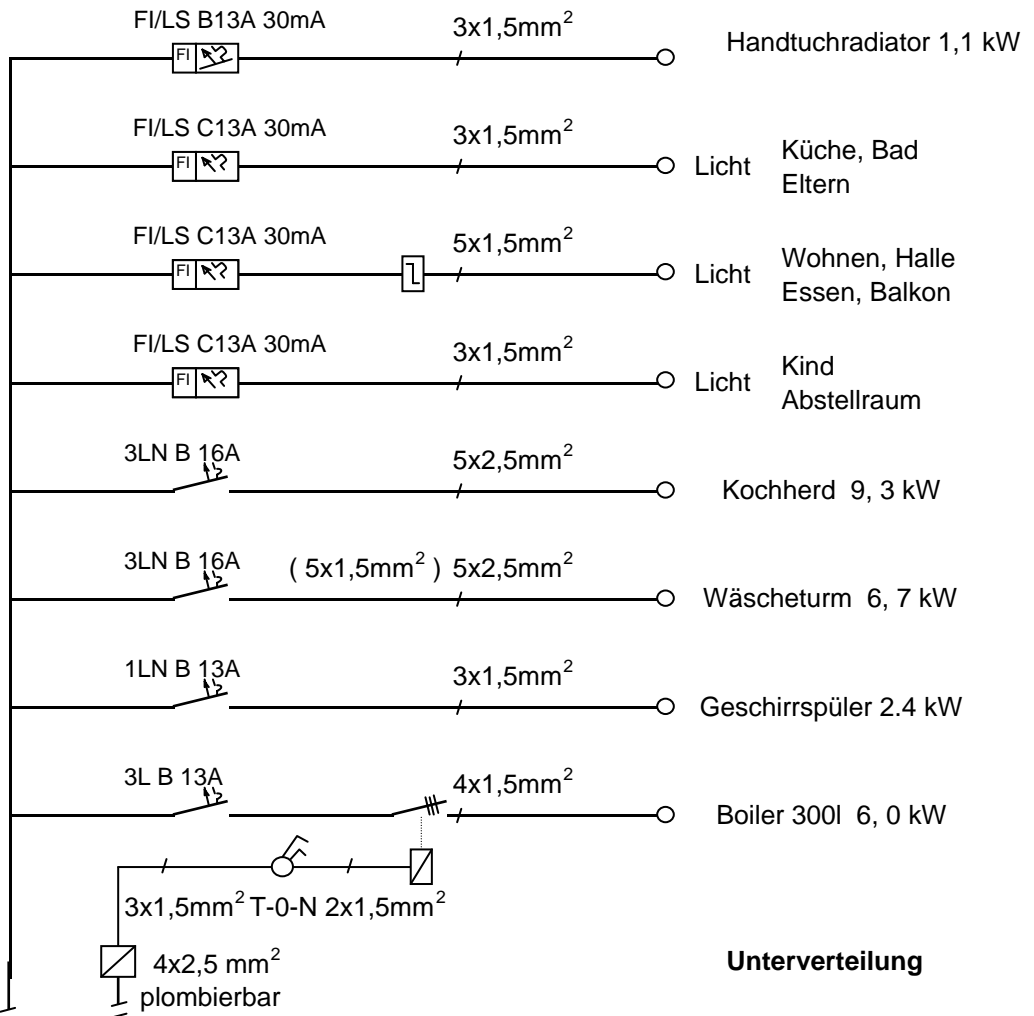 FI/LS B13A 30mA
3x1,5mm²
Handtuchradiator 1,1 kW
FI
FI/LS C13A 30mA
3x1,5mm²
FI
Licht
Küche, Bad
Eltern
FI/LS C13A 30mA
5x1,5mm²
FI
Licht
Wohnen, Halle
Essen, Balkon
FI/LS C13A 30mA
3x1,5mm²
FI
Licht
Kind
Abstellraum
3LN B 16A
5x2,5mm²
Kochherd 9, 3 kW
3LN B 16A
( 5x1,5mm² ) 5x2,5mm²
Wäscheturm 6, 7 kW
1LN B 13A
3x1,5mm²
Geschirrspüler 2.4 kW
3L B 13A
4x1,5mm²
Boiler 300l 6, 0 kW
3x1,5mm² T-0-N 2x1,5mm²
4x2,5 mm²
plombierbar
Unterverteilung